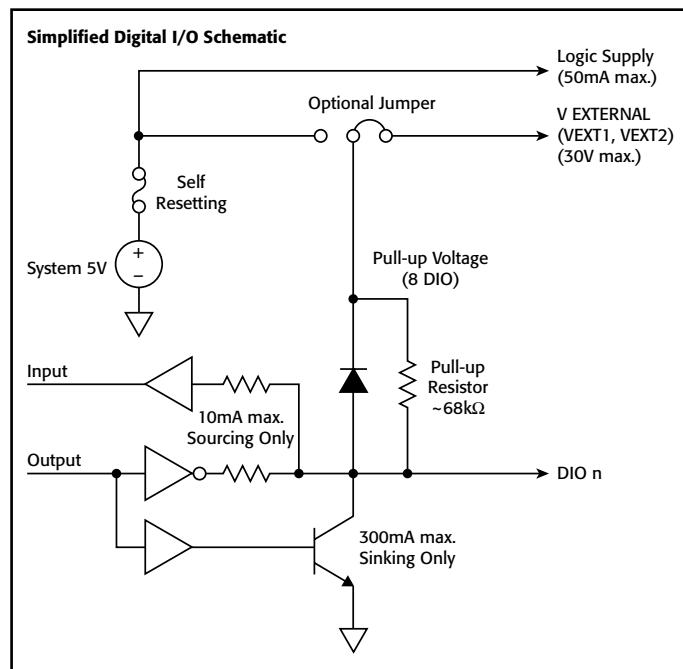 Simplified Digital I/O Schematic
Logic Supply
(50mA max.)
Optional Jumper
V EXTERNAL
(VEXT1, VEXT2)
(30V max.)
Self
Resetting
+
–
System 5V
Pull-up Voltage
(8 DIO)
Input
Pull-up
Resistor
~68kΩ
10mA max.
Sourcing Only
Output
DIO n
300mA max.
Sinking Only